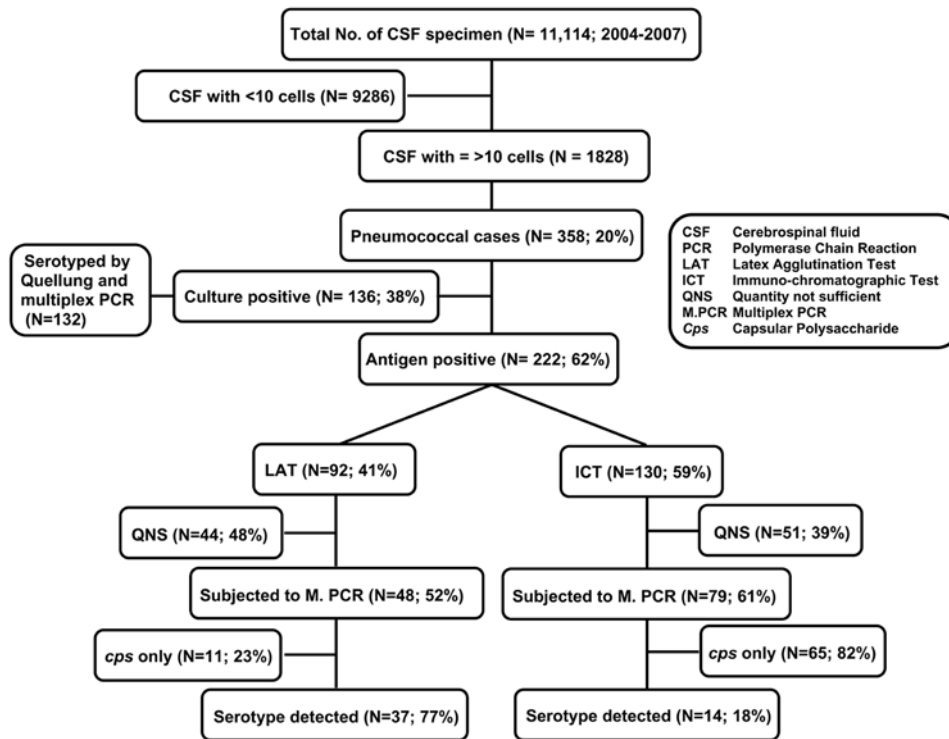 Total No. of CSF specimen (N= 11,114; 2004-2007)
CSF with <10 cells (N= 9286)
CSF with = >10 cells (N = 1828)
Pneumococcal cases (N= 358; 20%)
Serotyped by
Quellung and
multiplex PCR
(N=132)
Culture positive (N= 136; 38%)
CSF Cerebrospinal fluid
PCR Polymerase Chain Reaction
LAT Latex Agglutination Test
ICT Immuno-chromatographic Test
QNS Quantity not sufficient
M.PCR Multiplex PCR
Cps Capsular Polysaccharide
Antigen positive (N= 222; 62%)
LAT (N=92; 41%)
ICT (N=130; 59%)
QNS (N=44; 48%)
QNS (N=51; 39%)
Subjected to M. PCR (N=48; 52%)
Subjected to M. PCR (N=79; 61%)
cps only (N=11; 23%)
cps only (N=65; 82%)
Serotype detected (N=37; 77%)
Serotype detected (N=14; 18%)